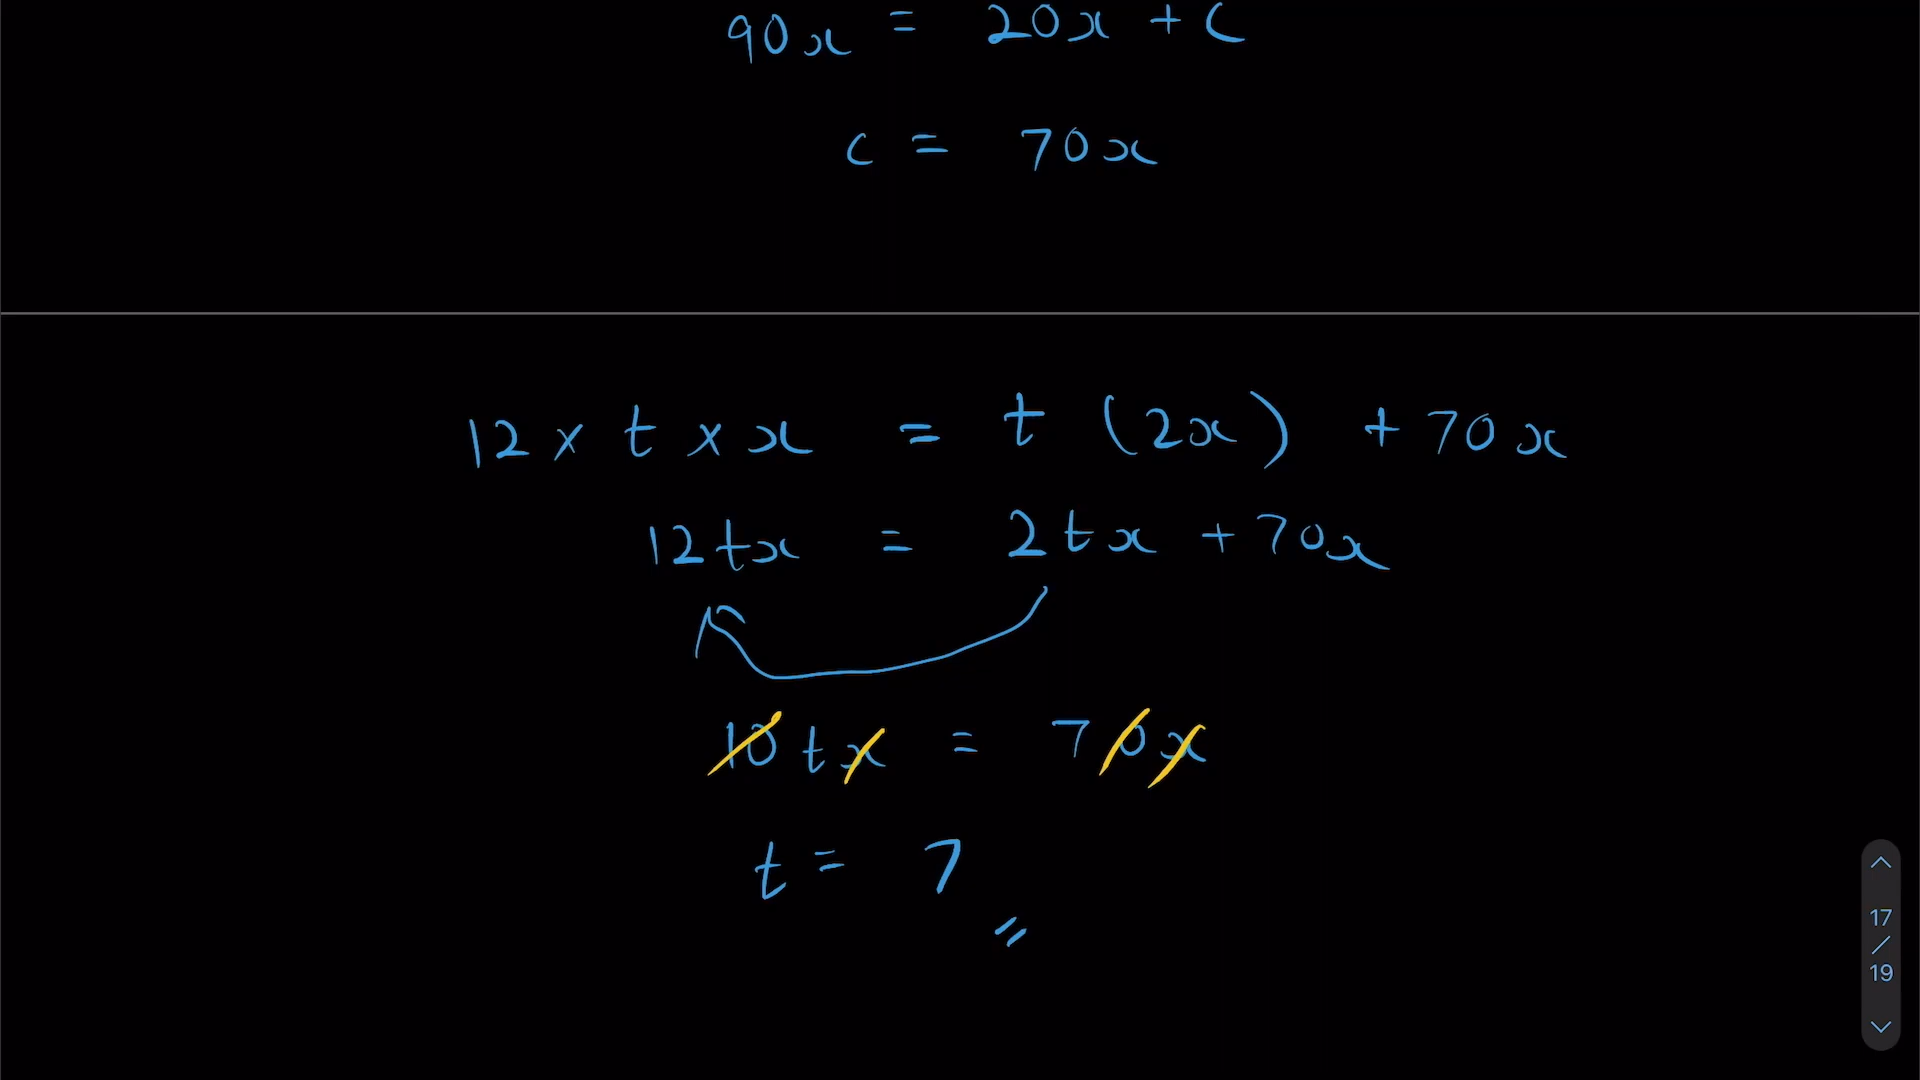 90x = 20x + C
c = 70x
12 × t × x = t (2x) + 70x
12tx = 2tx + 70x
10tx = 70x
t = 7
17
/
19